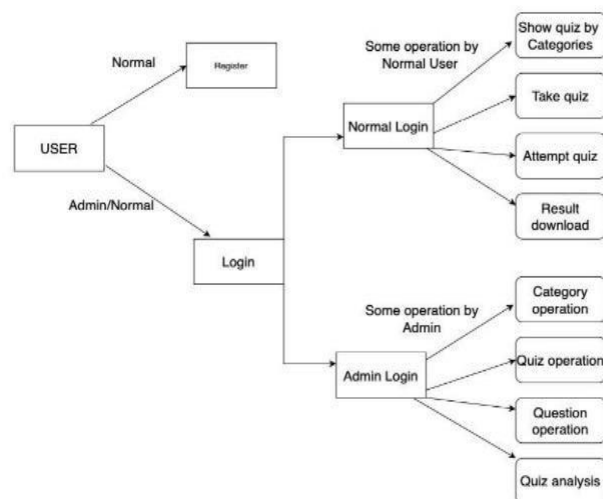 Normal
Register
USER
Admin/Normal
Login
Some operation by
Normal User
Normal Login
Show quiz by
Categories
Take quiz
Attempt quiz
Result
download
Some operation by
Admin
Admin Login
Category
operation
Quiz operation
Question
operation
Quiz analysis